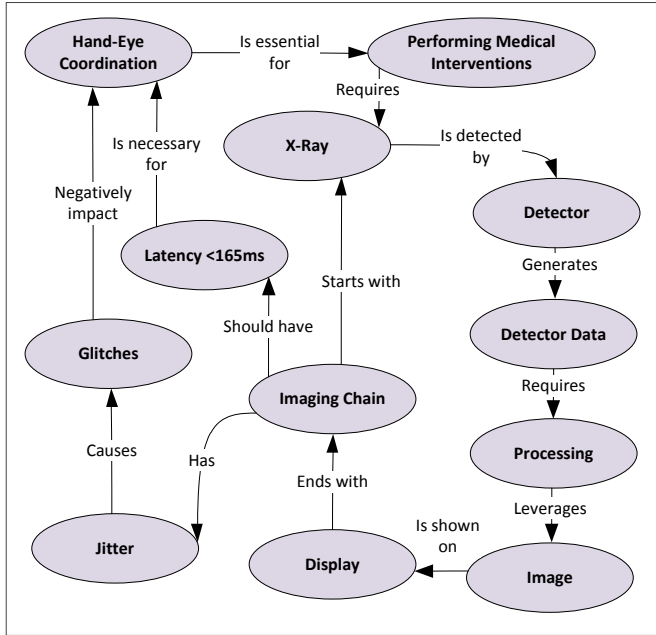 Hand-Eye
Coordination
Is essential
for
Performing Medical
Interventions
Requires
X-Ray
Is detected
by
Is necessary
for
Negatively
impact
Detector
Latency <165ms
Generates
Starts with
Should have
Detector Data
Glitches
Requires
Imaging Chain
Causes
Has
Processing
Ends with
Leverages
Is shown
on
Jitter
Display
Image